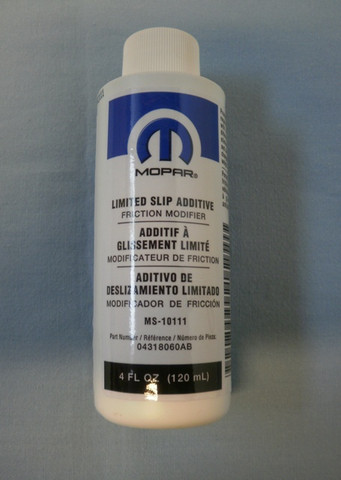 MOPAR®
LIMITED SLIP ADDITIVE
FRICTION MODIFIER
ADDITIF À
GLISSEMENT LIMITÉ
MODIFICATEUR DE FRICTION
ADITIVO DE
DESLIZAMIENTO LIMITADO
MODIFICADOR DE FRICCIÓN
MS-10111
Part Number / Référence / Número de Pieza:
04318060AB
4 FL OZ (120 mL)